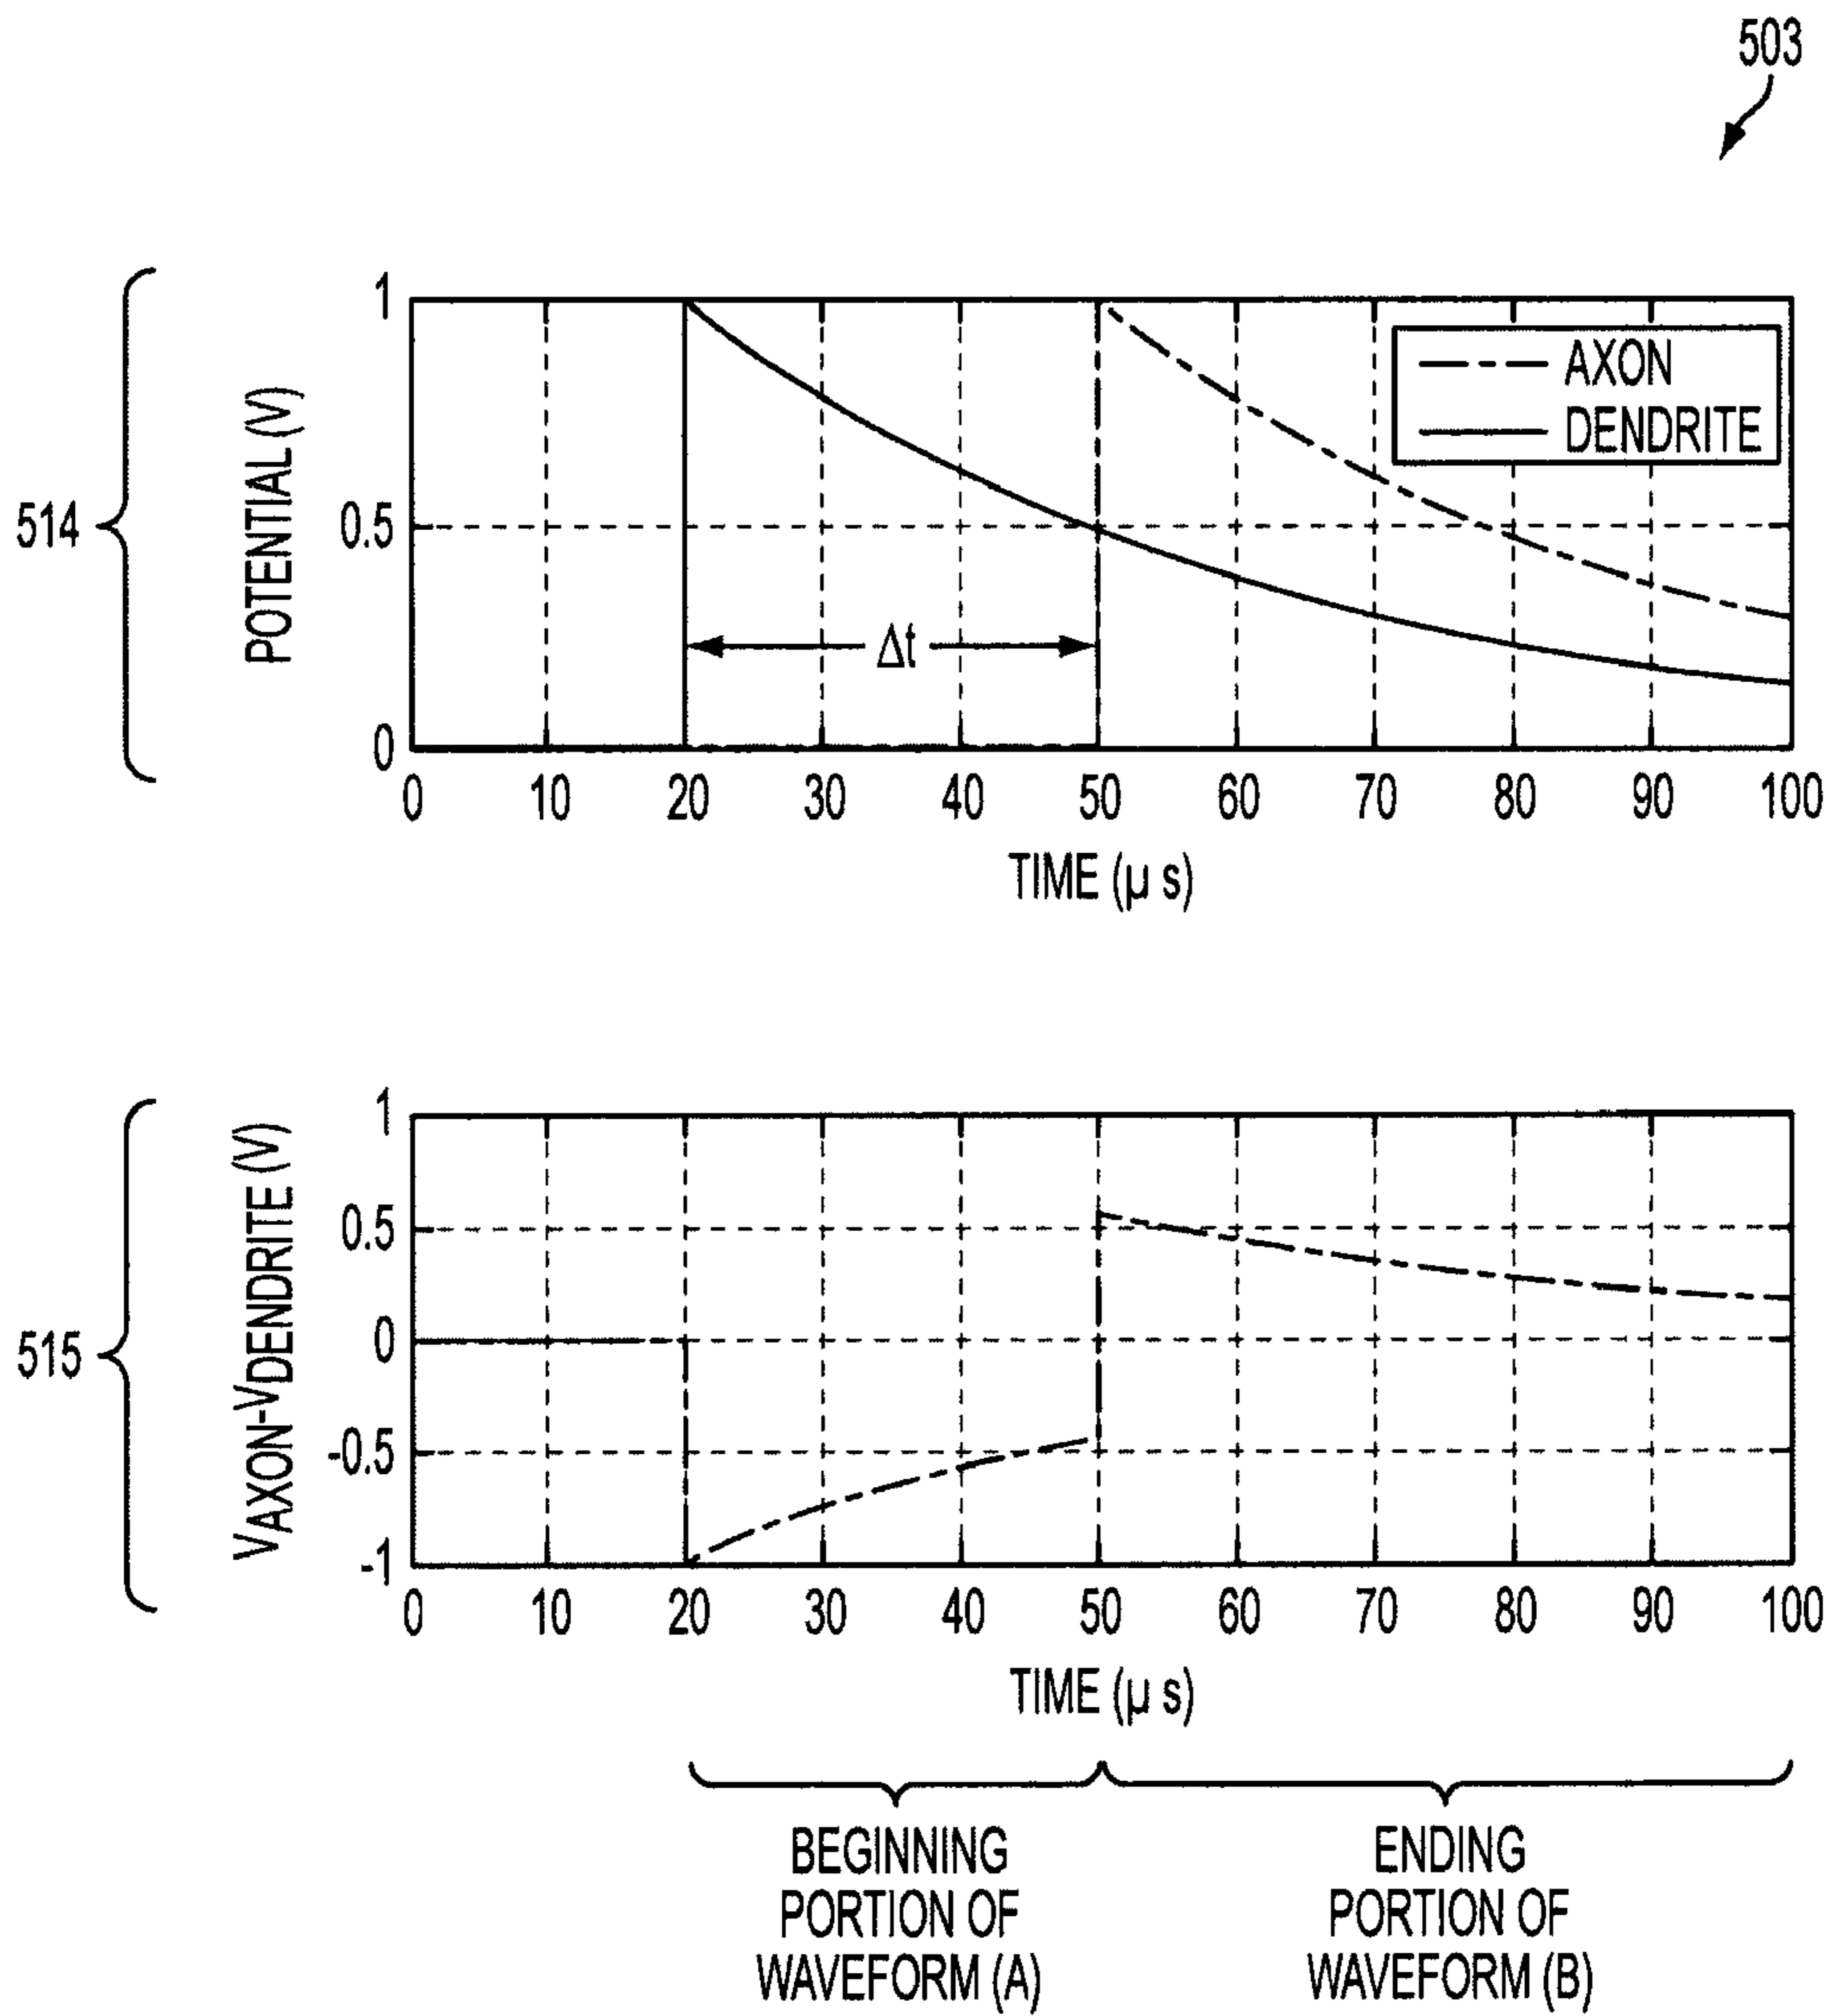 503
514
POTENTIAL (V)
1
0.5
0
AXON
DENDRITE
Δt
0 10 20 30 40 50 60 70 80 90 100
TIME (μ s)
515
VAXON-VDENDRITE (V)
1
0.5
0
-0.5
-1
0 10 20 30 40 50 60 70 80 90 100
TIME (μ s)
BEGINNING
PORTION OF
WAVEFORM (A)
ENDING
PORTION OF
WAVEFORM (B)